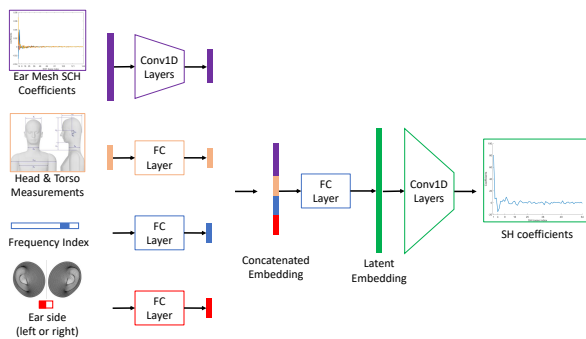 Ear Mesh SCH
Coefficients
Conv1D
Layers
Head & Torso
Measurements
FC
Layer
Frequency Index
FC
Layer
Ear side
(left or right)
FC
Layer
Concatenated
Embedding
FC
Layer
Latent
Embedding
Conv1D
Layers
SH coefficients